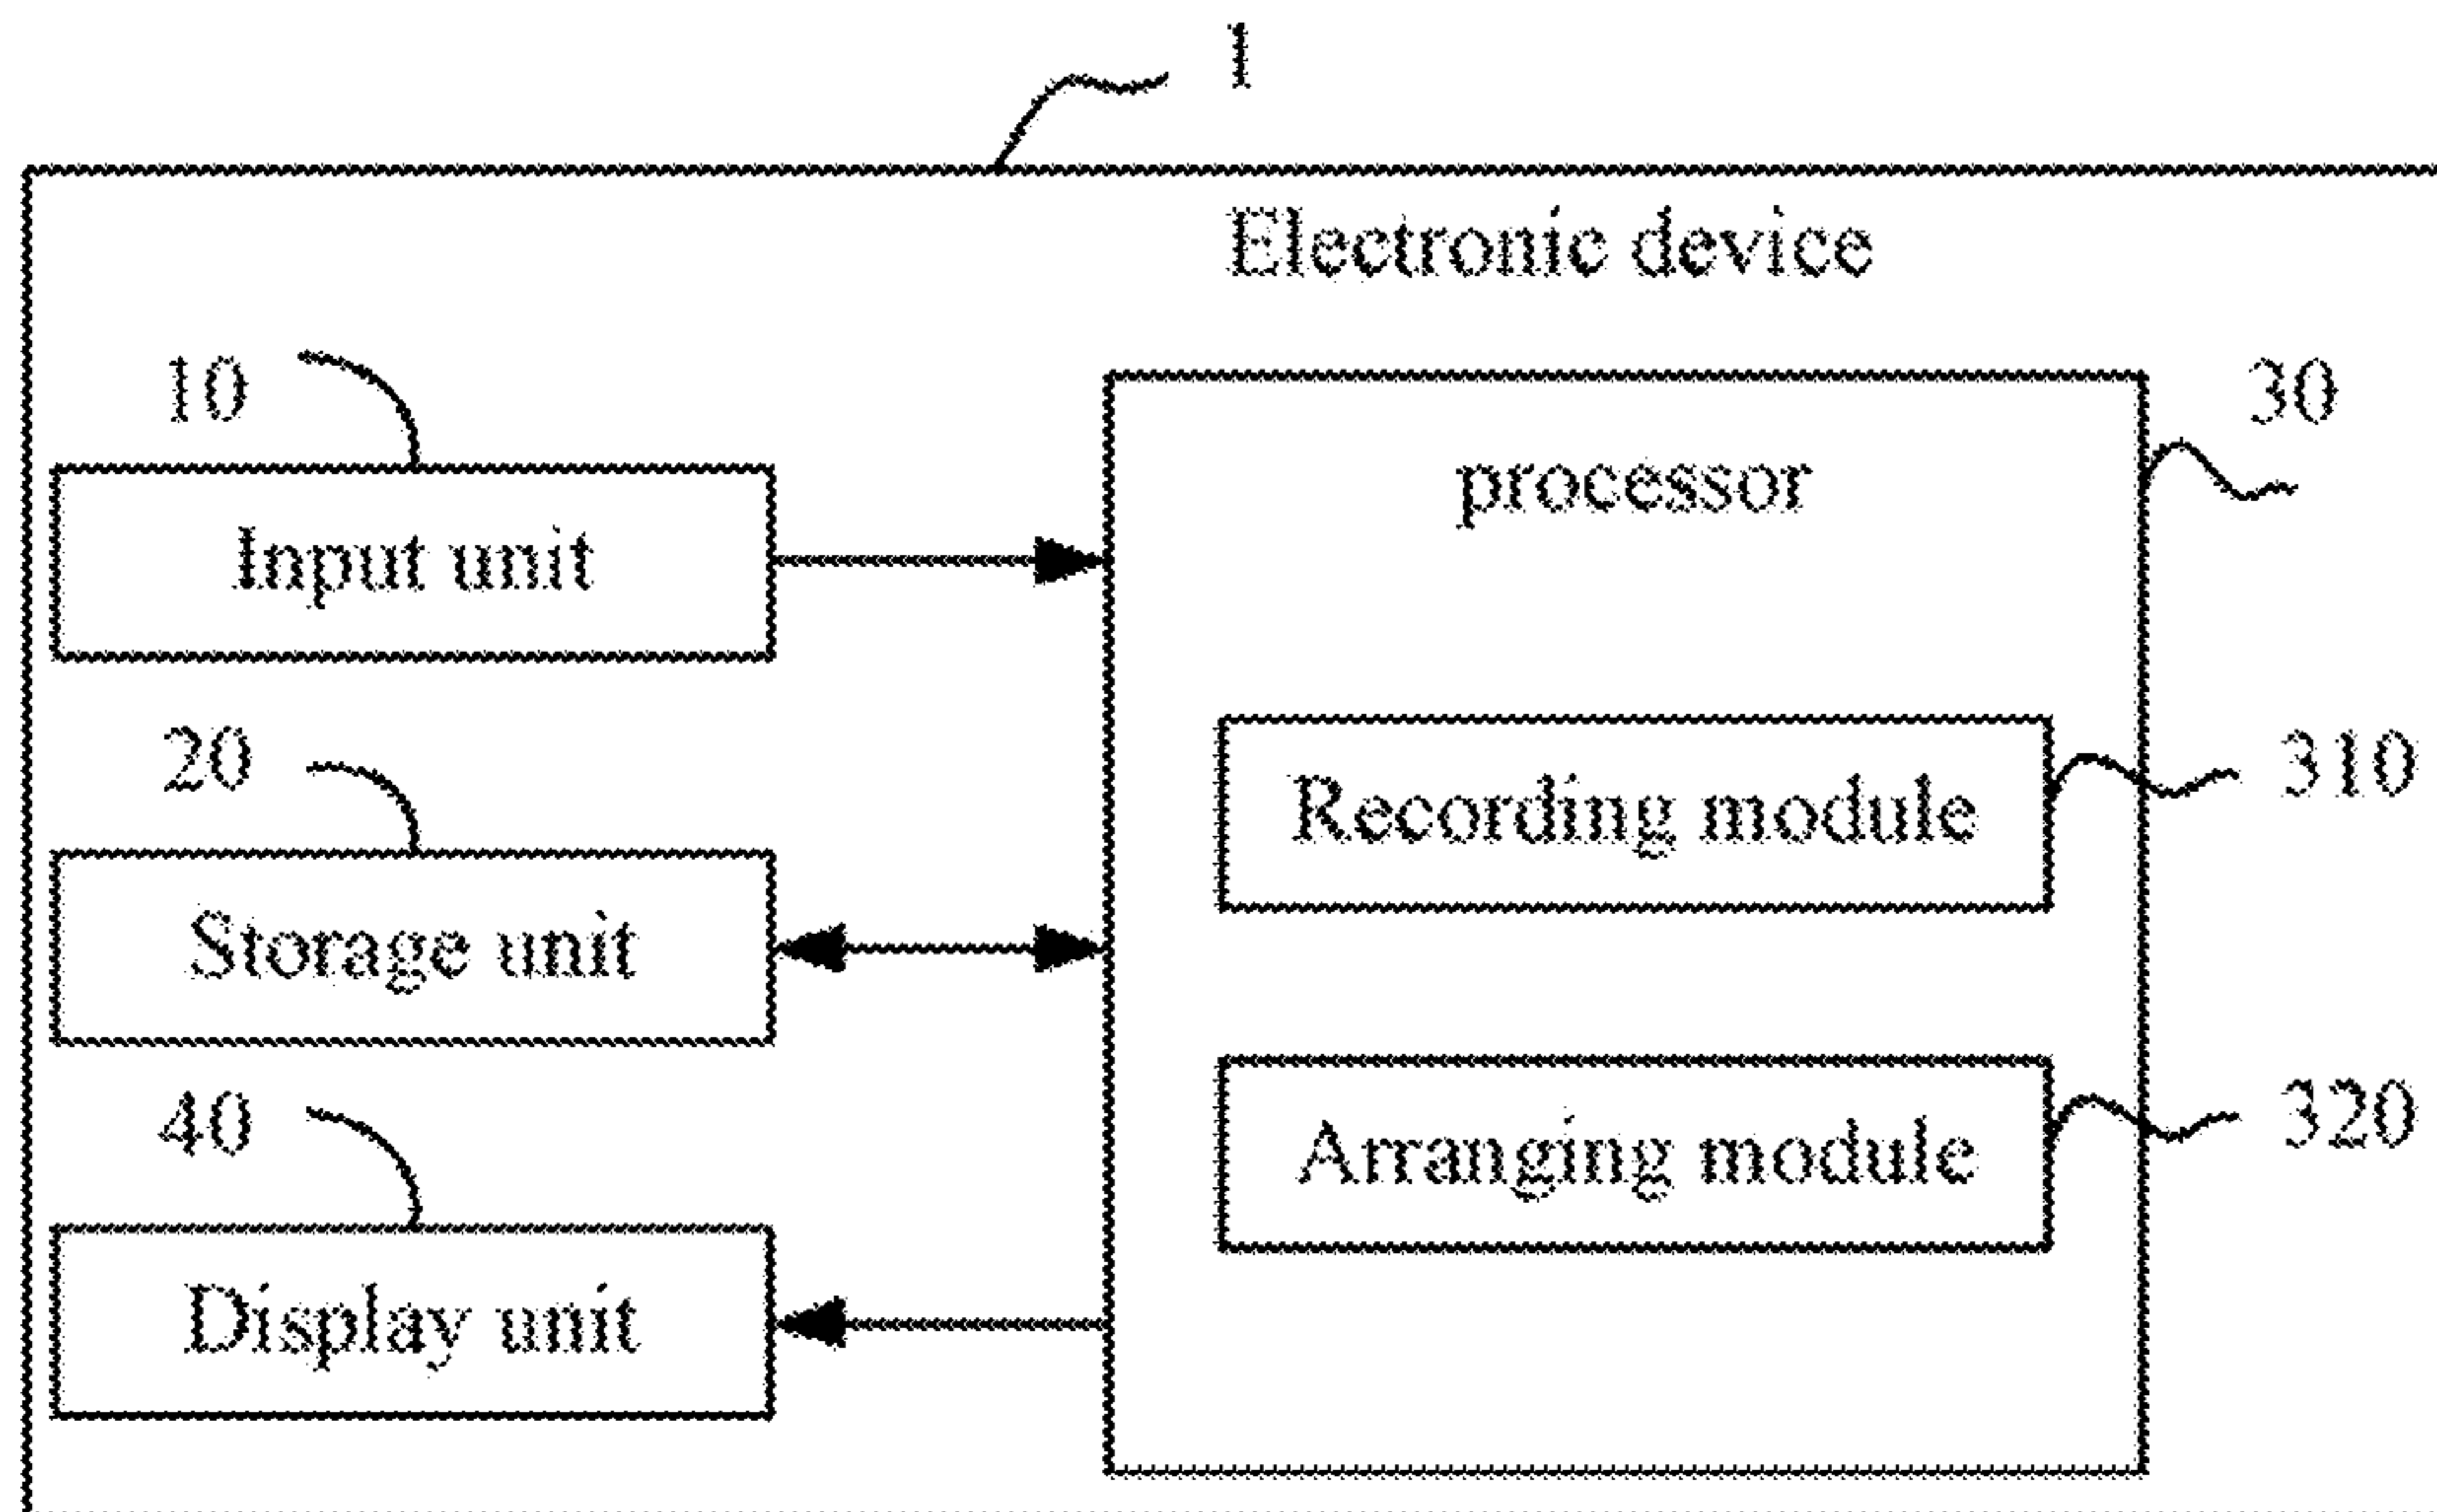 1
Electronic device
10
30
processor
Input unit
20
310
Recording module
Storage unit
40
320
Arranging module
Display unit